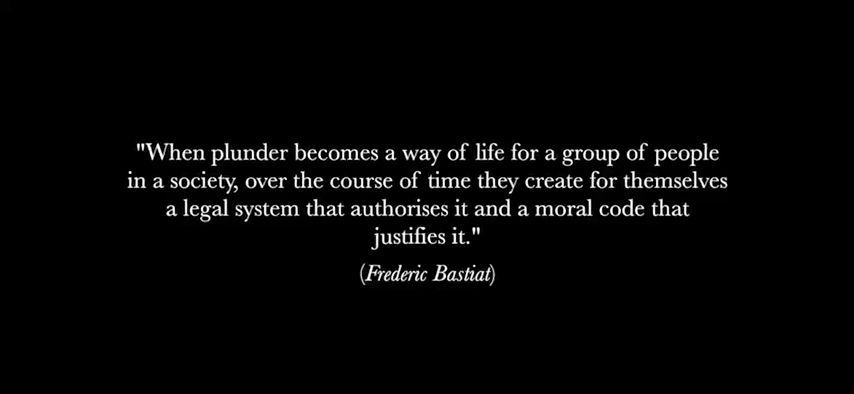 "When plunder becomes a way of life for a group of people
in a society, over the course of time they create for themselves
a legal system that authorises it and a moral code that
justifies it."
(Frederic Bastiat)